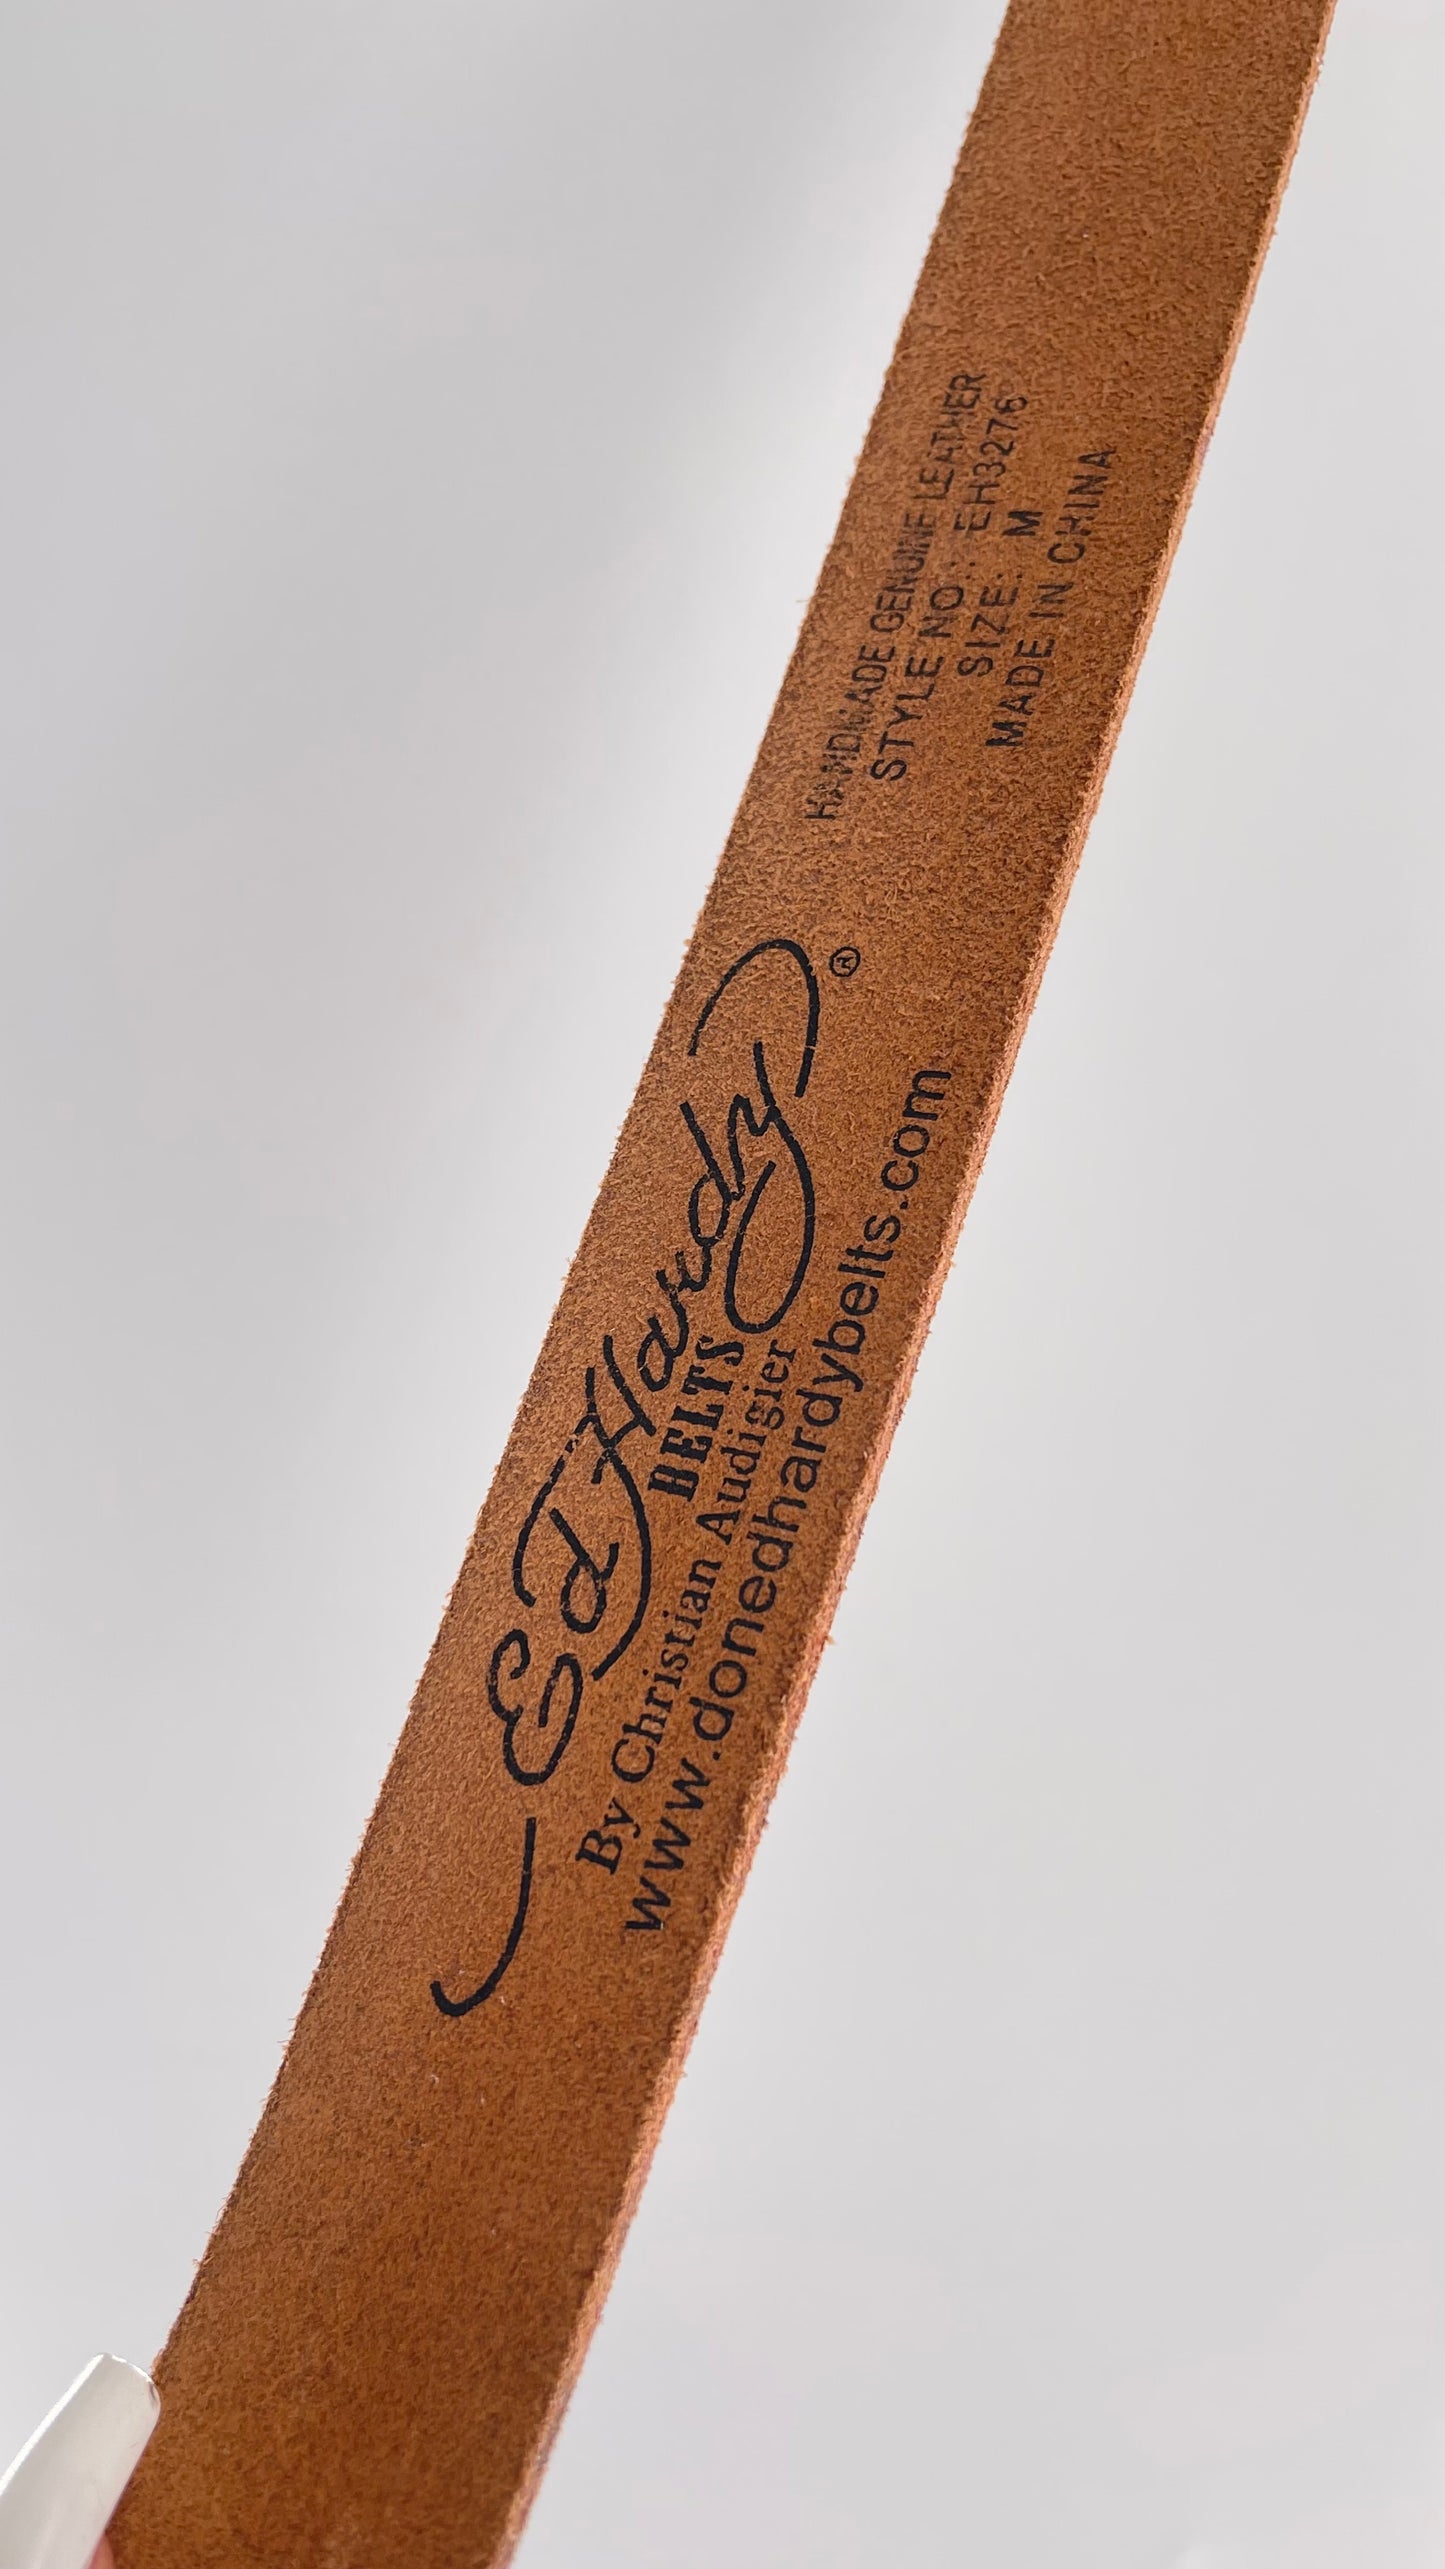 Ed Hardy ®
BELTS
By Christian Audigier
www.donedhardybelts.com
HANDMADE GENUINE LEATHER
STYLE NO.: EH3276
SIZE: M
MADE IN CHINA